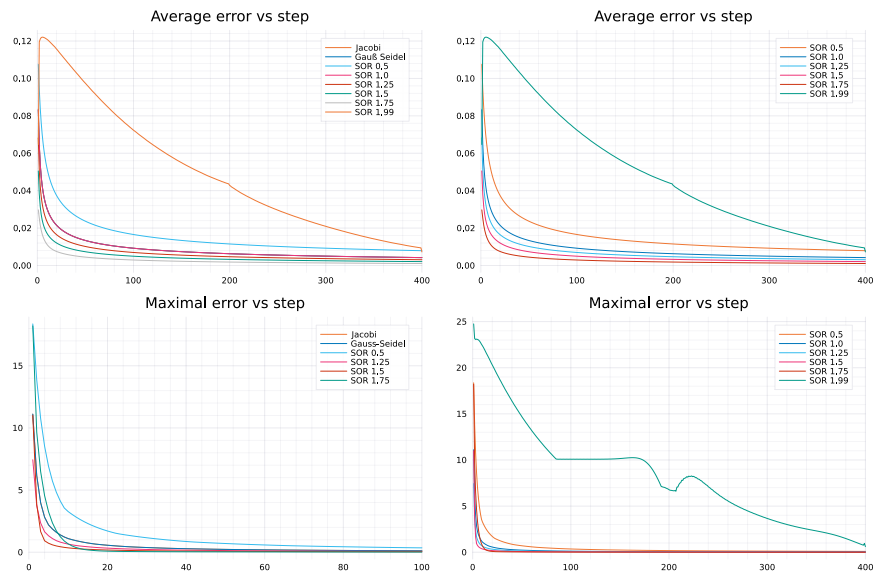 Average error vs step
0,12
0,10
0,08
0,06
0,04
0,02
0,00
0
100
200
300
400
Jacobi
Gauß Seidel
SOR 0,5
SOR 1,0
SOR 1,25
SOR 1,5
SOR 1,75
SOR 1,99
Average error vs step
0,12
0,10
0,08
0,06
0,04
0,02
0,00
0
100
200
300
400
SOR 0,5
SOR 1,0
SOR 1,25
SOR 1,5
SOR 1,75
SOR 1,99
Maximal error vs step
15
10
5
0
0
20
40
60
80
100
Jacobi
Gauss–Seidel
SOR 0,5
SOR 1,25
SOR 1,5
SOR 1,75
Maximal error vs step
25
20
15
10
5
0
0
100
200
300
400
SOR 0,5
SOR 1,0
SOR 1,25
SOR 1,5
SOR 1,75
SOR 1,99